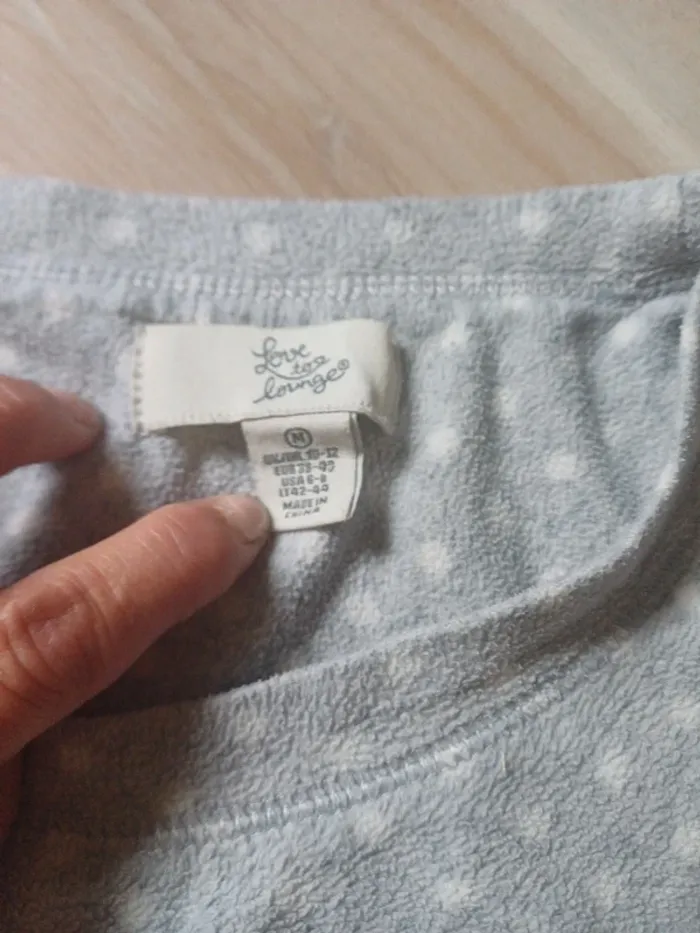 Love
to
lounge®
M
UK/IRL 10-12
EUR 38-40
USA 6-8
IT 42-44
MADE IN
CHINA